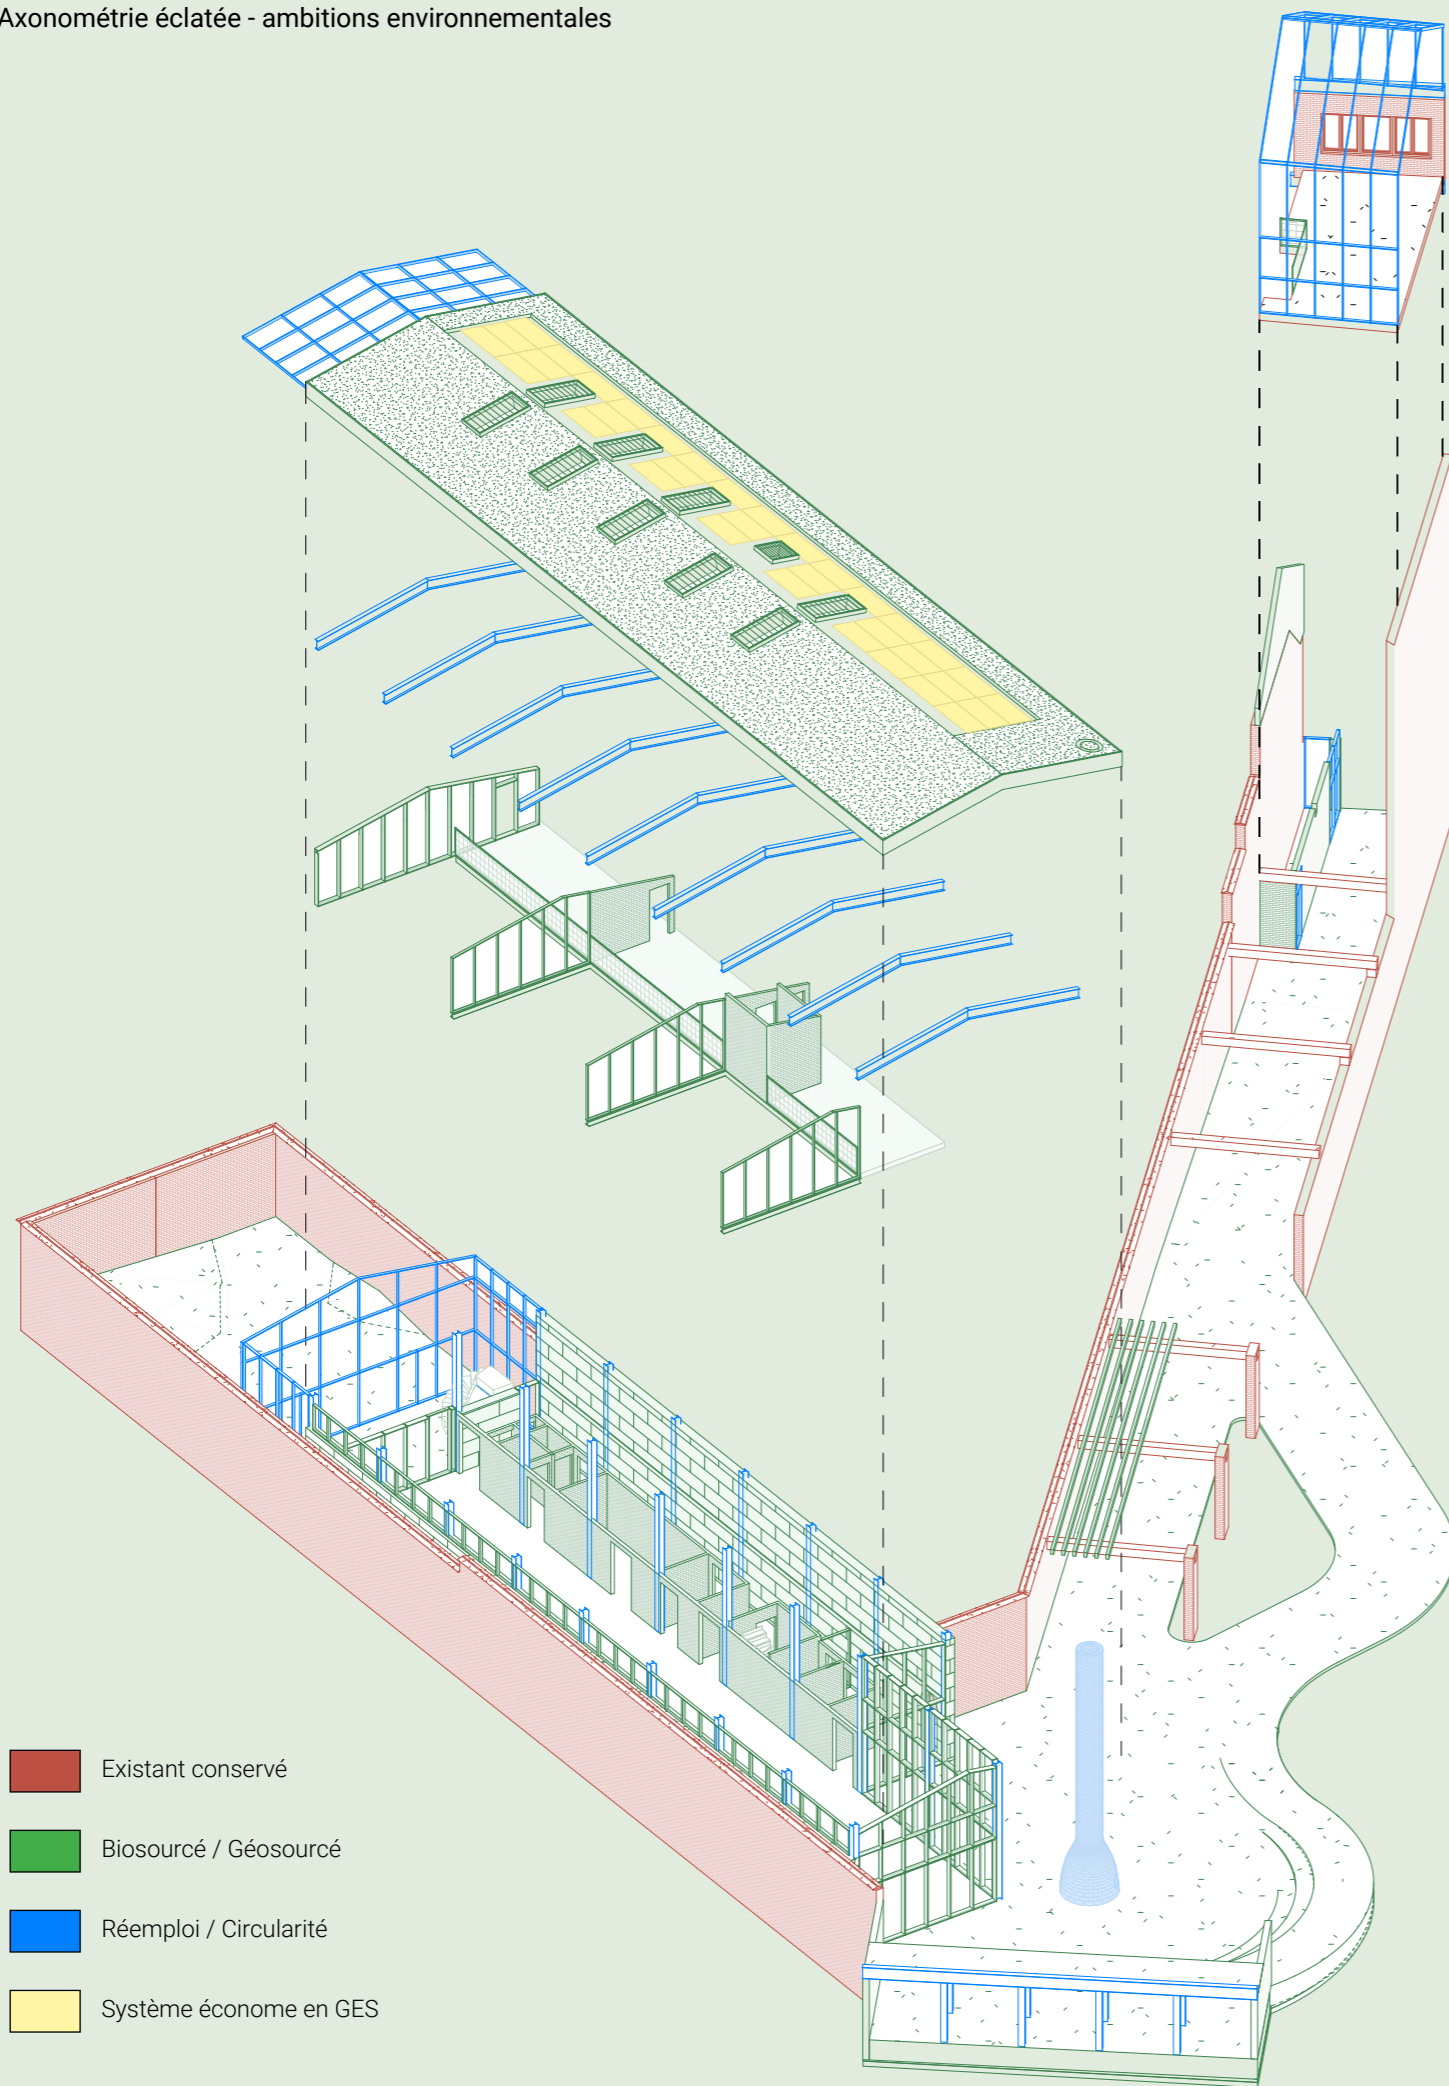 Axonométrie éclatée - ambitions environnementales
Existant conservé
Biosourcé / Géosourcé
Réemploi / Circularité
Système économe en GES